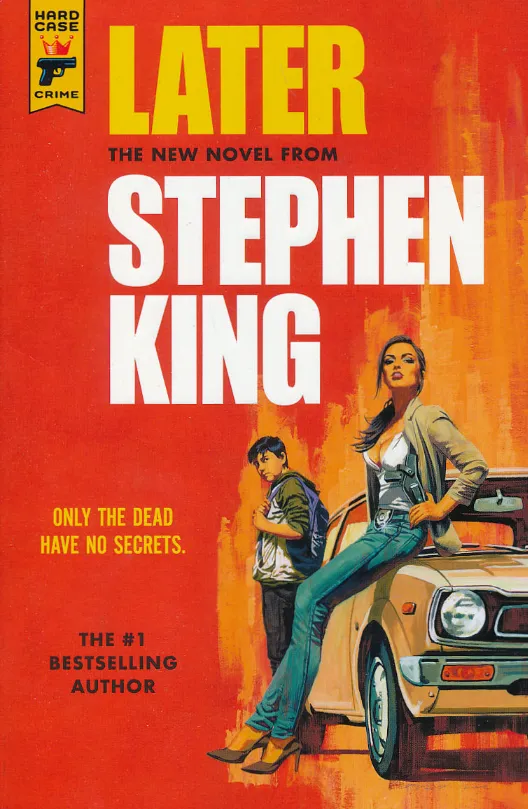 HARD
CASE
CRIME
LATER
THE NEW NOVEL FROM
STEPHEN
KING
ONLY THE DEAD
HAVE NO SECRETS.
THE #1
BESTSELLING
AUTHOR